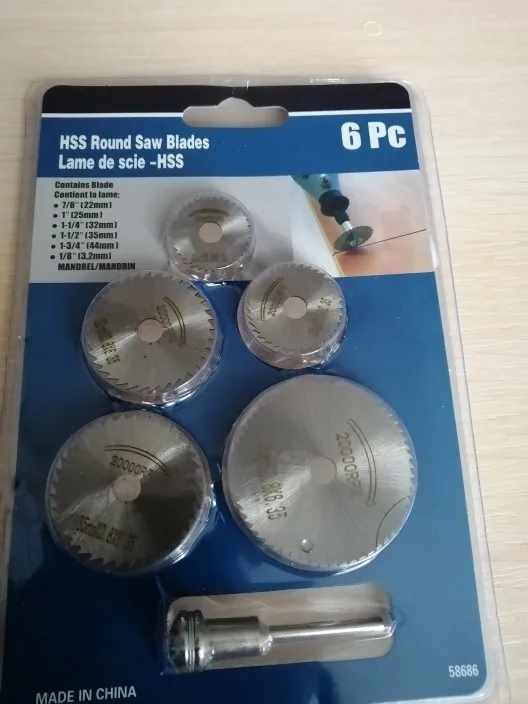 HSS Round Saw Blades
Lame de scie -HSS
6 Pc
Contains Blade
Contient la lame:
• 7/8" (22mm)
• 1" (25mm)
• 1-1/4" (32mm)
• 1-1/2" (35mm)
• 1-3/4" (44mm)
• 1/8" (3.2mm)
MANDREL/MANDRIN
20000RPM
20000RPM
20000RPM
58686
MADE IN CHINA